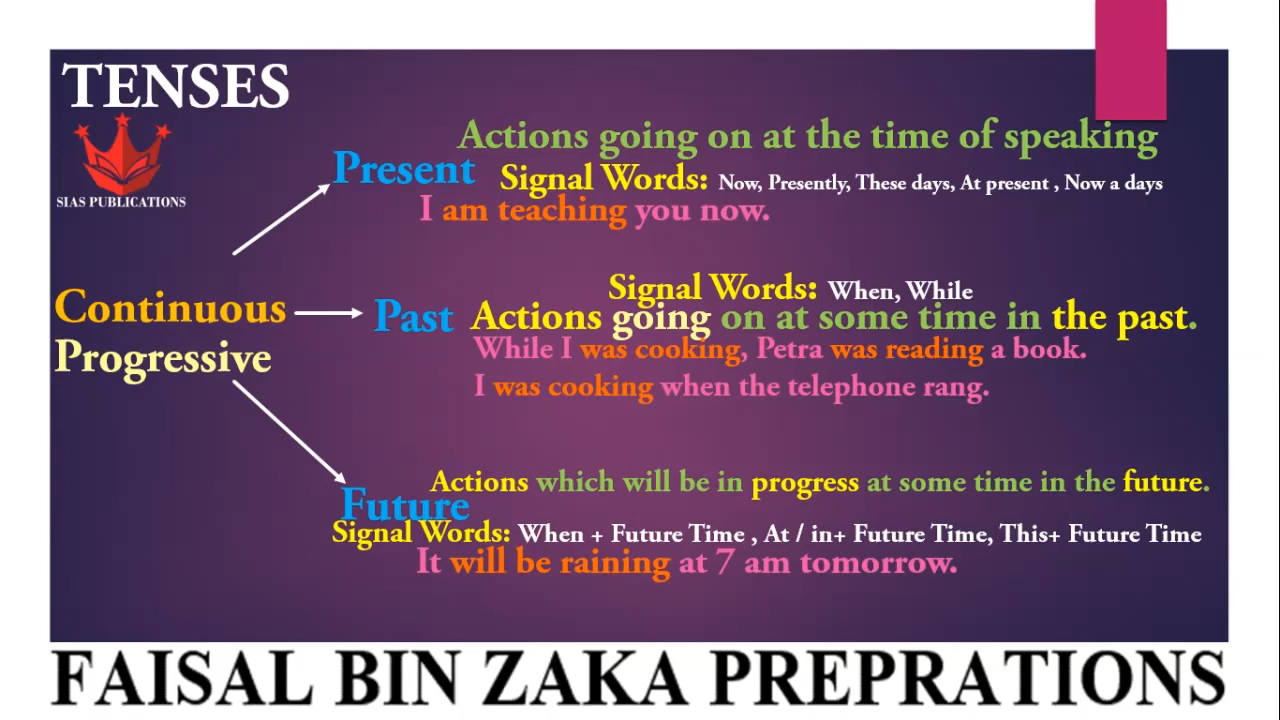 TENSES
SIAS PUBLICATIONS
Actions going on at the time of speaking
Present
Signal Words: Now, Presently, These days, At present , Now a days
I am teaching you now.
Continuous
Progressive
Signal Words: When, While
Past
Actions going on at some time in the past.
While I was cooking, Petra was reading a book.
I was cooking when the telephone rang.
Actions which will be in progress at some time in the future.
Future
Signal Words: When + Future Time , At / in+ Future Time, This+ Future Time
It will be raining at 7 am tomorrow.
FAISAL BIN ZAKA PREPRATIONS